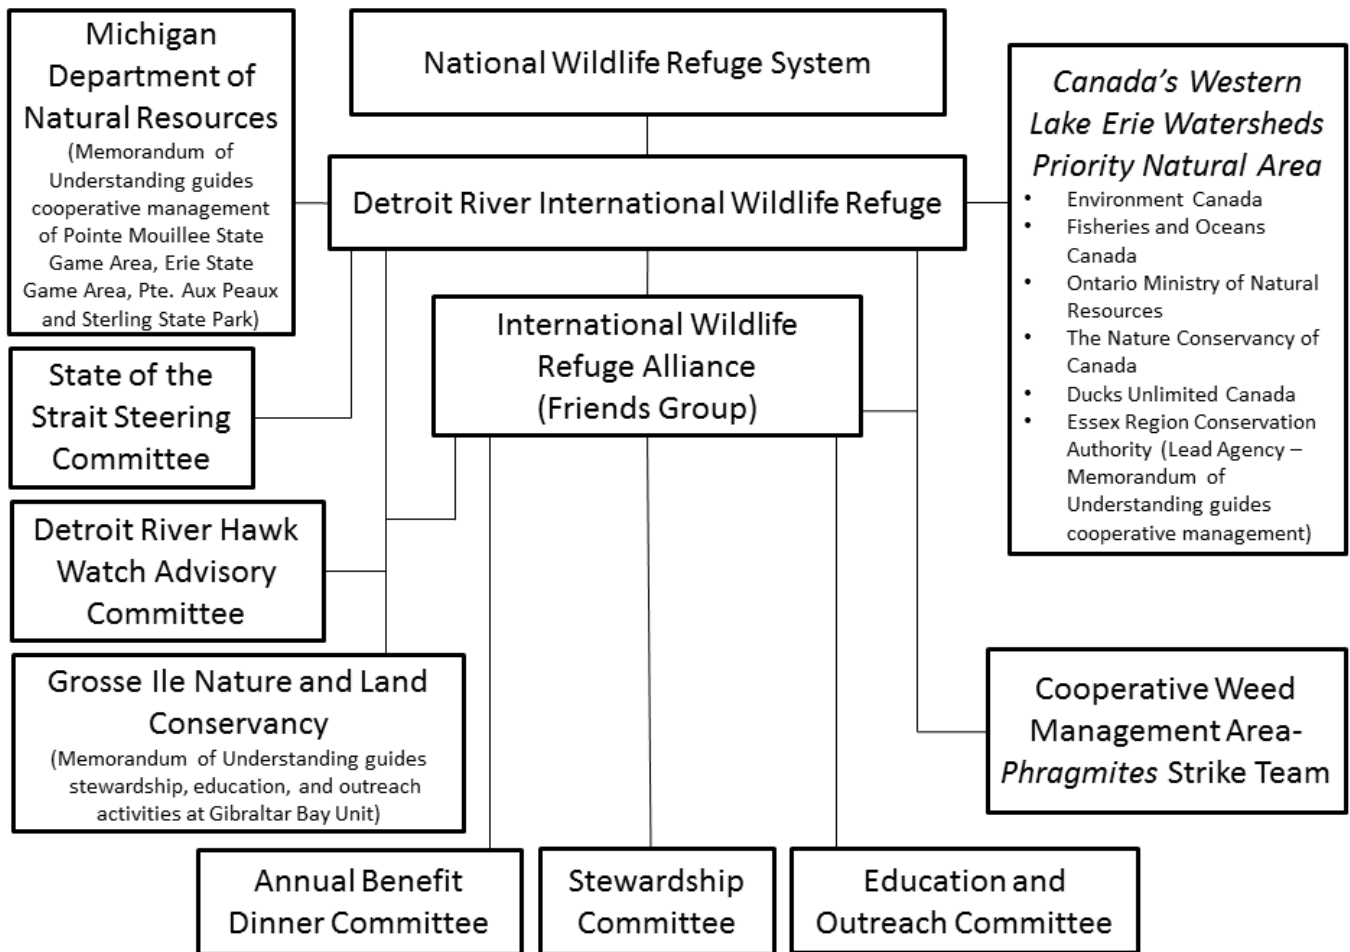 Michigan
Department of
Natural Resources
(Memorandum of
Understanding guides
cooperative management
of Pointe Mouillee State
Game Area, Erie State
Game Area, Pte. Aux Peaux
and Sterling State Park)
National Wildlife Refuge System
Canada’s Western
Lake Erie Watersheds
Priority Natural Area
• Environment Canada
• Fisheries and Oceans
Canada
• Ontario Ministry of Natural
Resources
• The Nature Conservancy of
Canada
• Ducks Unlimited Canada
• Essex Region Conservation
Authority (Lead Agency –
Memorandum of
Understanding guides
cooperative management)
Detroit River International Wildlife Refuge
International Wildlife
Refuge Alliance
(Friends Group)
State of the
Strait Steering
Committee
Detroit River Hawk
Watch Advisory
Committee
Grosse Ile Nature and Land
Conservancy
(Memorandum of Understanding guides
stewardship, education, and outreach
activities at Gibraltar Bay Unit)
Cooperative Weed
Management Area-
Phragmites Strike Team
Annual Benefit
Dinner Committee
Stewardship
Committee
Education and
Outreach Committee